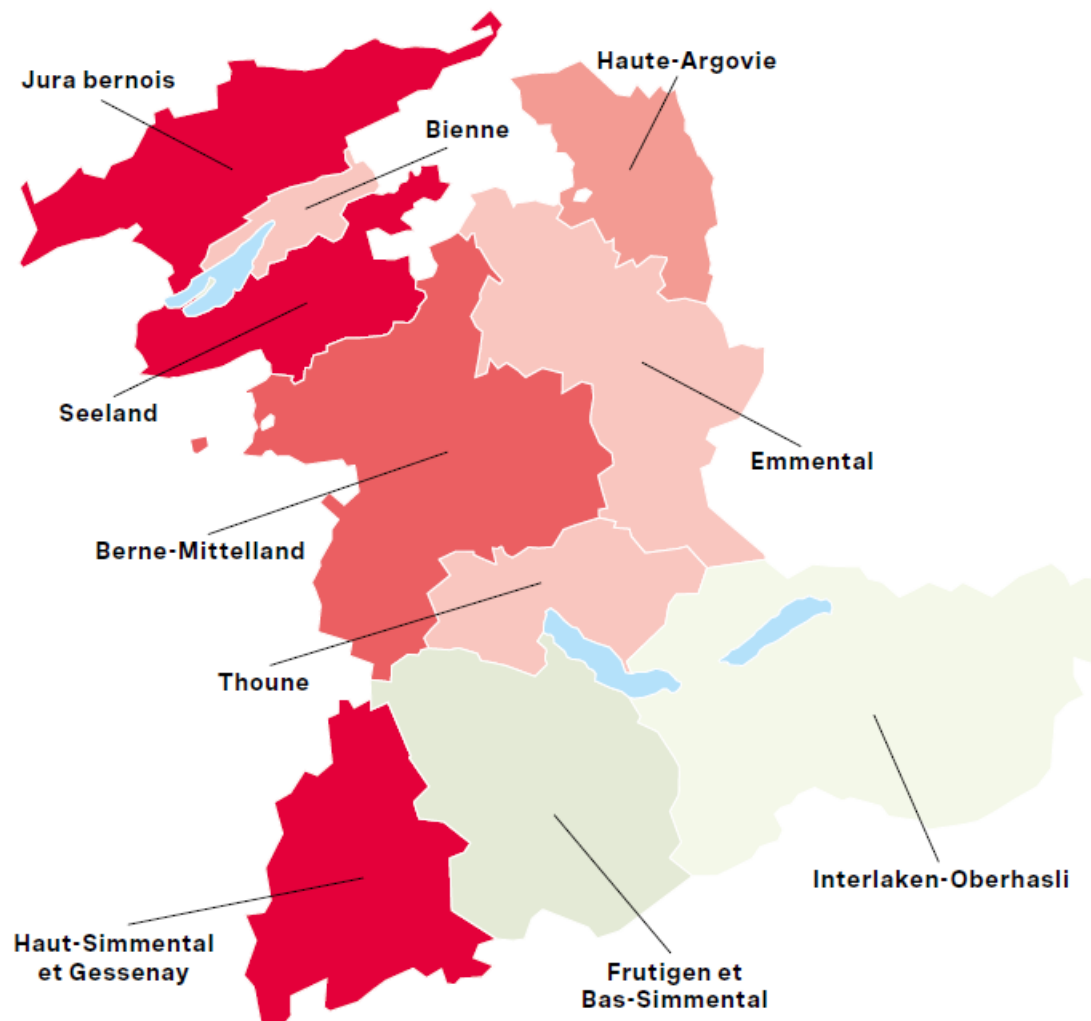 Haute-Argovie
Jura bernois
Bienne
Seeland
Emmental
Berne-Mittelland
Thoune
Interlaken-Oberhasli
Haut-Simmental
et Gessenay
Frutigen et
Bas-Simmental